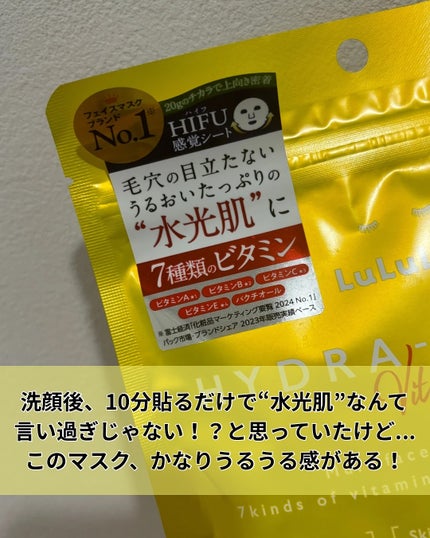 フェイスマスク
ブランド
No.1※
20gのチカラで上向き密着
ハイフ
HIFU
感覚シート
毛穴の目立たない
うるおいたっぷりの
“水光肌”に
7種類のビタミン
ビタミンA※1 ビタミンB※2 ビタミンC※3
ビタミンE※4 バクチオール
※ 富士経済「化粧品マーケティング要覧 2024 No.1」
パック市場・ブランドシェア 2023年販売実績ベース
LuLu
HYDRA-
Vit
洗顔後、10分貼るだけで“水光肌”なんて
言い過ぎじゃない！？と思っていたけど...
このマスク、かなりうるうる感がある！
7kinds of vitamin